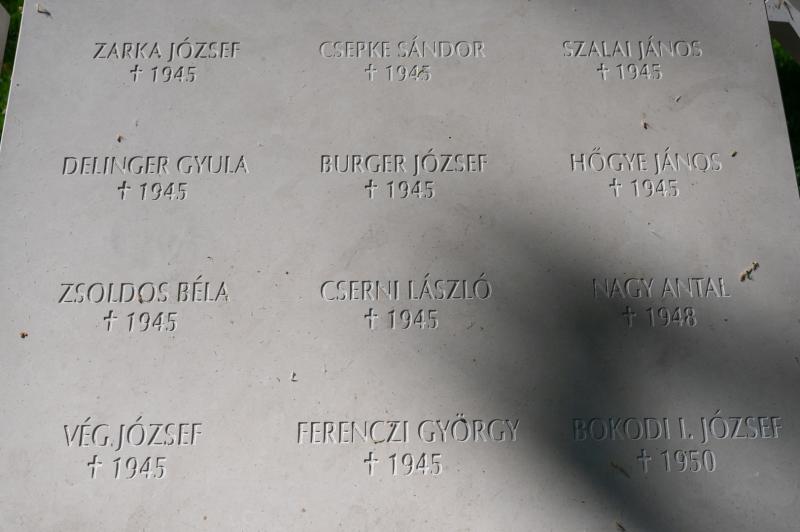 ZARKA JÓZSEF
† 1945
CSEPKE SÁNDOR
† 1945
SZALAI JÁNOS
† 1945
DELINGER GYULA
† 1945
BURGER JÓZSEF
† 1945
HŐGYE JÁNOS
† 1945
ZSOLDOS BÉLA
† 1945
CSERNI LÁSZLÓ
† 1945
NAGY ANTAL
† 1948
VÉG JÓZSEF
† 1945
FERENCZI GYÖRGY
† 1945
BOKODI I. JÓZSEF
† 1950